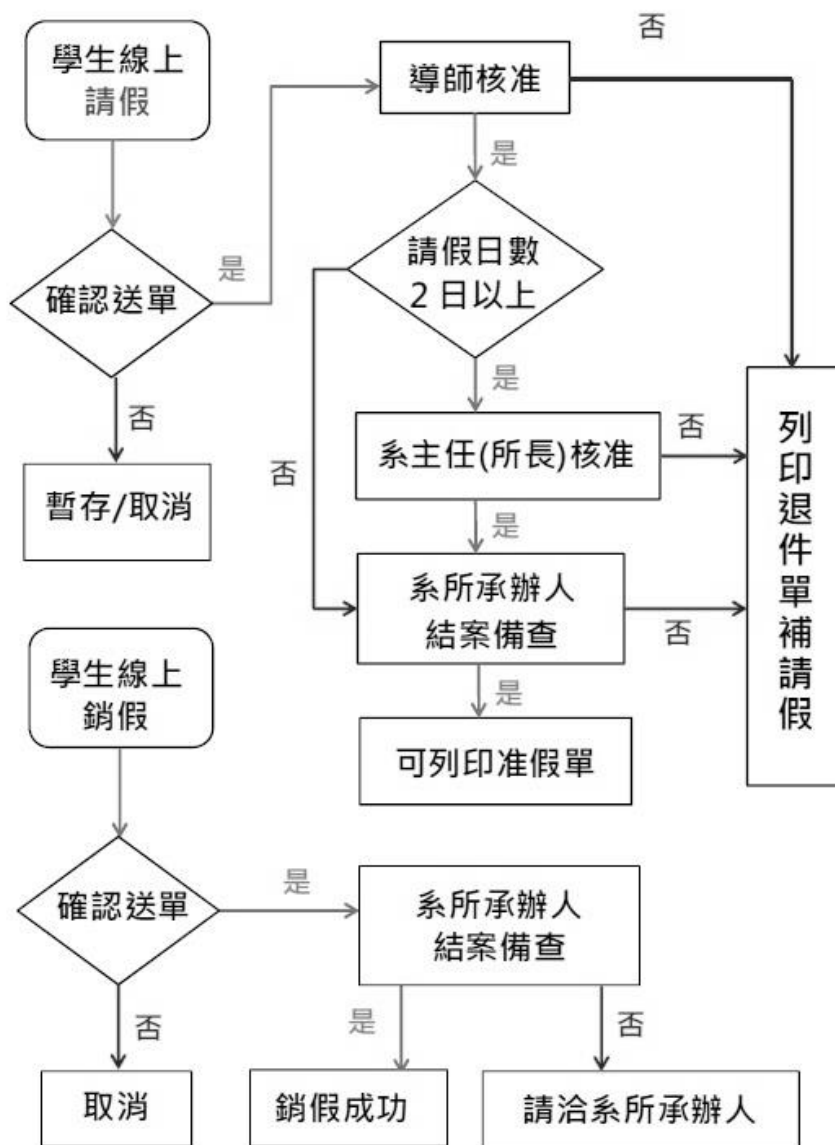 否
學生線上
請假
導師核准
是
是
請假日數
2 日以上
確認送單
是
否
系主任(所長)核准
否
列印退件單補請假
暫存/取消
否
是
系所承辦人
結案備查
否
學生線上
銷假
是
可列印准假單
是
確認送單
系所承辦人
結案備查
否
是
否
取消
銷假成功
請洽系所承辦人